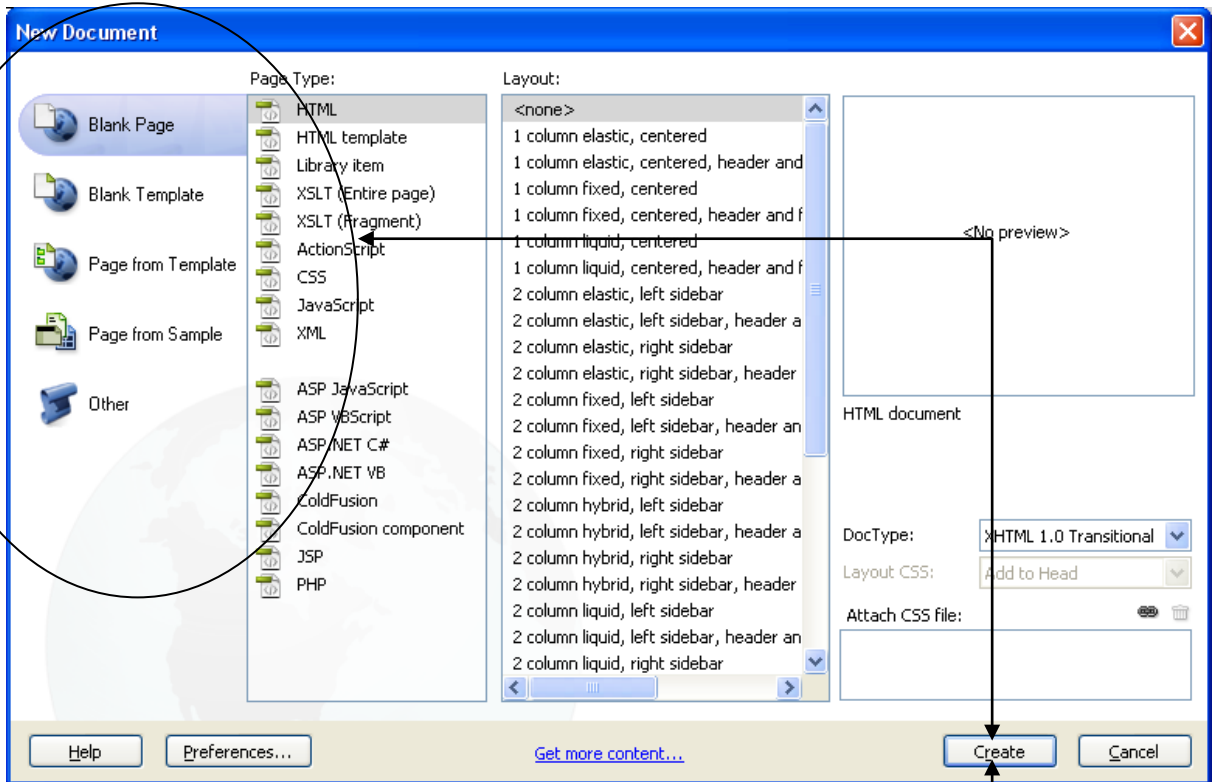 New Document
Blank Page
Blank Template
Page from Template
Page from Sample
Other
Page Type:
HTML
HTML template
Library item
XSLT (Entire page)
XSLT (Fragment)
ActionScript
CSS
JavaScript
XML
ASP JavaScript
ASP VBScript
ASP.NET C#
ASP.NET VB
ColdFusion
ColdFusion component
JSP
PHP
Layout:
<none>
1 column elastic, centered
1 column elastic, centered, header and
1 column fixed, centered
1 column fixed, centered, header and f
1 column liquid, centered
1 column liquid, centered, header and f
2 column elastic, left sidebar
2 column elastic, left sidebar, header a
2 column elastic, right sidebar
2 column elastic, right sidebar, header
2 column fixed, left sidebar
2 column fixed, left sidebar, header an
2 column fixed, right sidebar
2 column fixed, right sidebar, header a
2 column hybrid, left sidebar
2 column hybrid, left sidebar, header a
2 column hybrid, right sidebar
2 column hybrid, right sidebar, header
2 column liquid, left sidebar
2 column liquid, left sidebar, header an
2 column liquid, right sidebar
<No preview>
HTML document
DocType: XHTML 1.0 Transitional
Layout CSS: Add to Head
Attach CSS file:
Help Preferences... Get more content... Create Cancel